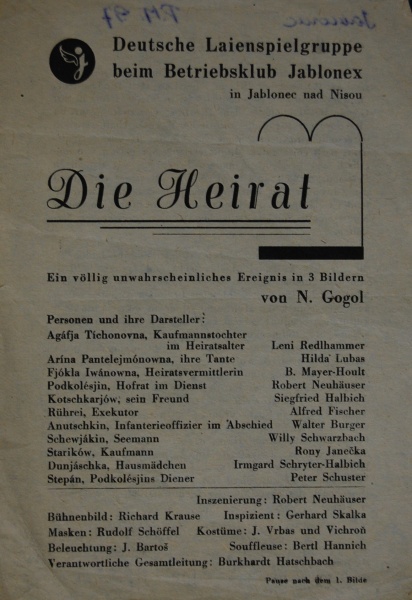 Deutsche Laienspielgruppe
beim Betriebsklub Jablonex
in Jablonec nad Nisou
Die Heirat
Ein völlig unwahrscheinliches Ereignis in 3 Bildern
von N. Gogol
Personen und ihre Darsteller:
Agáfja Tichonovna, Kaufmannstochter
im Heiratsalter Leni Redlhammer
Arína Pantelejmónowna, ihre Tante Hilda Lubas
Fjókla Iwánowna, Heiratsvermittlerin B. Mayer-Hoult
Podkolésjin, Hofrat im Dienst Robert Neuhäuser
Kotschkarjów, sein Freund Siegfried Halbich
Rührei, Exekutor Alfred Fischer
Anutschkin, Infanterieoffizier im Abschied Walter Burger
Schewjákin, Seemann Willy Schwarzbach
Starików, Kaufmann Rony Janečka
Dunjáschka, Hausmädchen Irmgard Schryter-Halbich
Stepán, Podkolésjins Diener Peter Schuster
Inszenierung: Robert Neuhäuser
Bühnenbild: Richard Krause Inspizient: Gerhard Skalka
Masken: Rudolf Schöffel Kostüme: J. Vrbas und Vichroň
Beleuchtung: J. Bartoš Souffleuse: Bertl Hannich
Verantwortliche Gesamtleitung: Burkhardt Hatschbach
Pause nach dem 1. Bilde